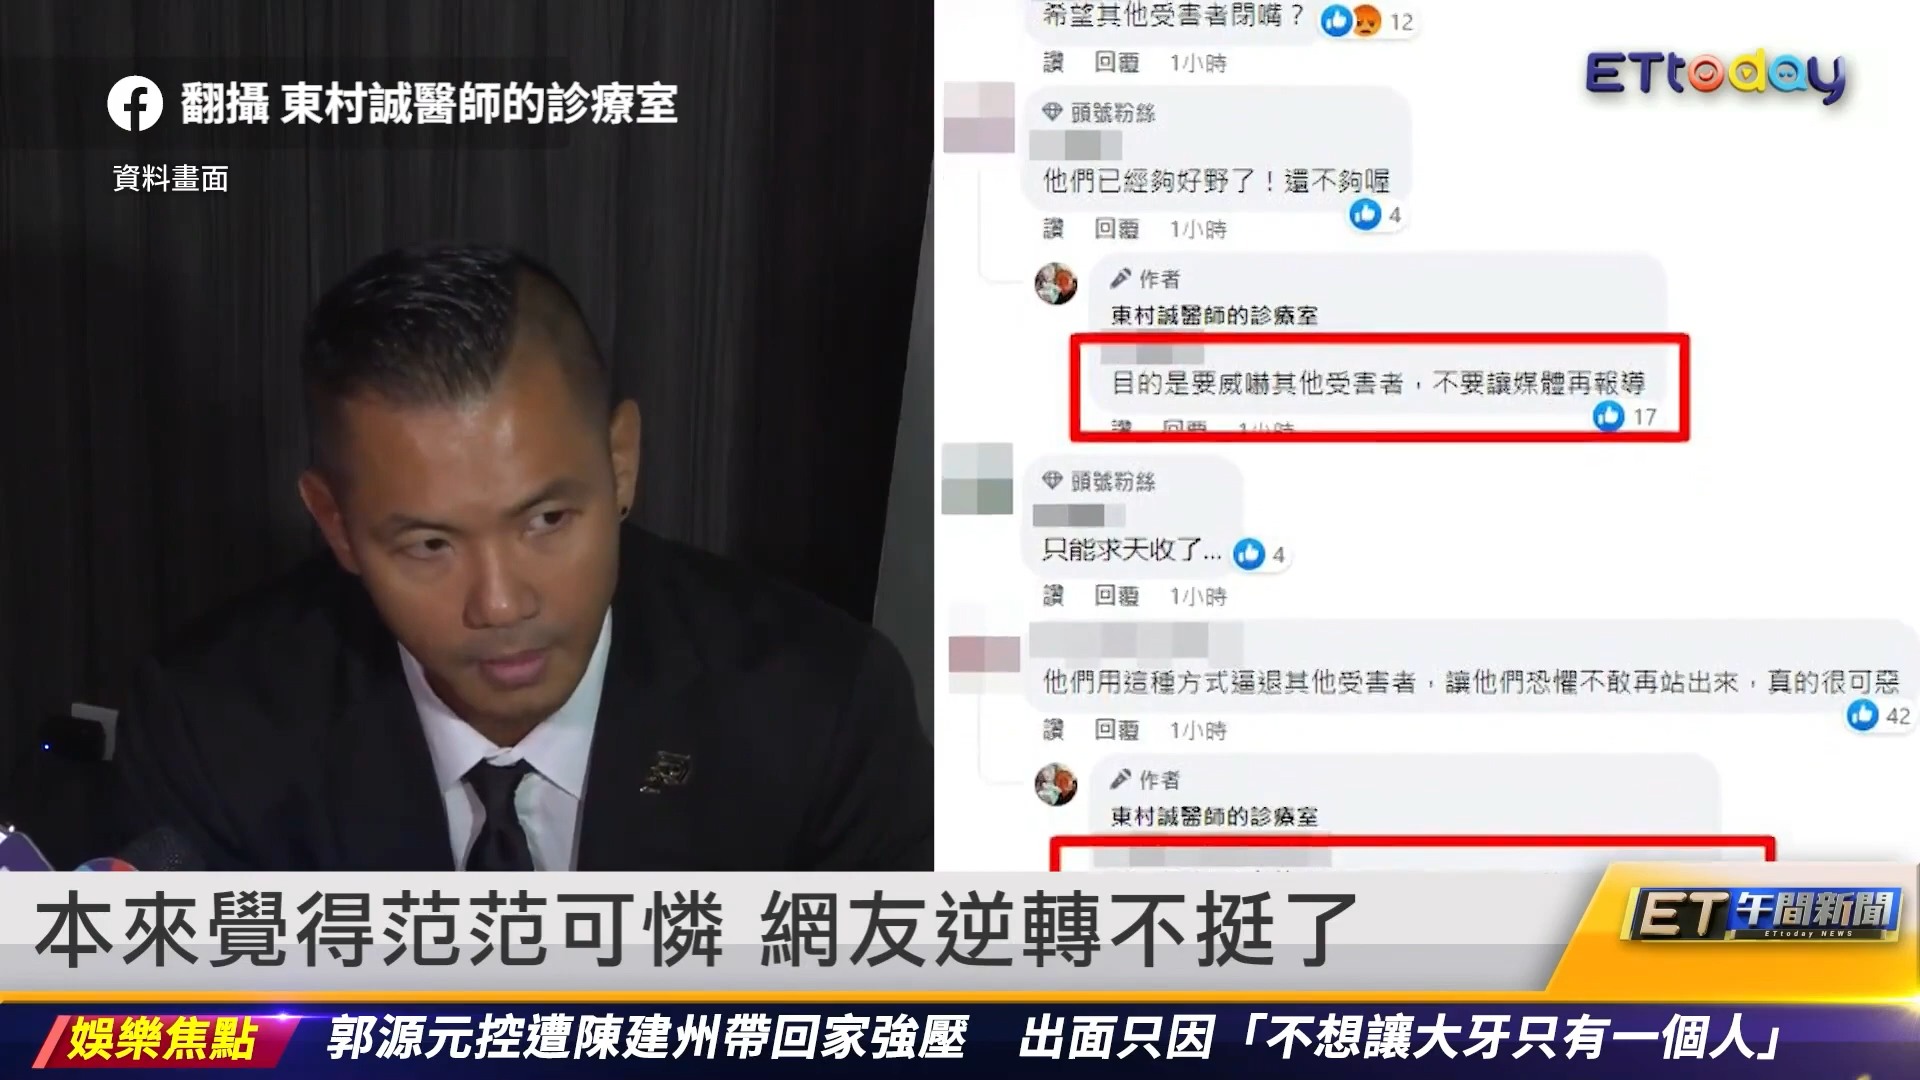 翻攝 東村誠醫師的診療室
資料畫面
希望其他受害者閉嘴？ 12
讚 回覆 1小時
ETtoday
頭號粉絲
他們已經夠好野了！還不夠喔
4
讚 回覆 1小時
作者
東村誠醫師的診療室
目的是要威嚇其他受害者，不要讓媒體再報導
17
讚 回覆 1小時
頭號粉絲
只能求天收了... 4
讚 回覆 1小時
他們用這種方式逼退其他受害者，讓他們恐懼不敢再站出來，真的很可惡
42
讚 回覆 1小時
作者
東村誠醫師的診療室
本來覺得范范可憐 網友逆轉不挺了
ET午間新聞
ETtoday NEWS
娛樂焦點 郭源元控遭陳建州帶回家強壓 出面只因「不想讓大牙只有一個人」